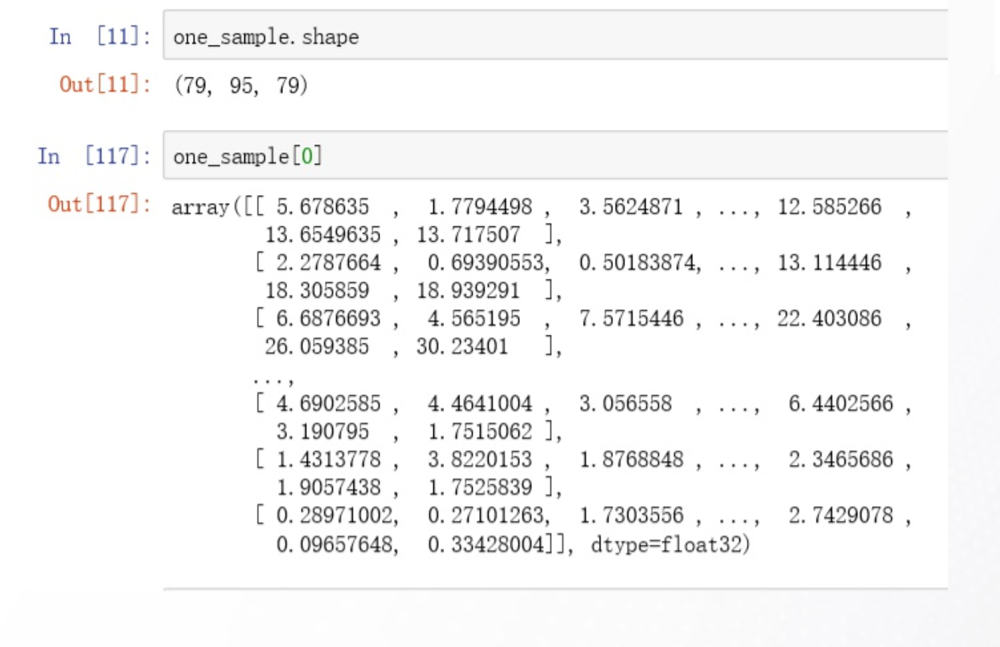 In [11]: one_sample.shape
Out[11]: (79, 95, 79)
In [117]: one_sample[0]
Out[117]: array([[ 5.678635 , 1.7794498 , 3.5624871 , ..., 12.585266 ,
13.6549635 , 13.717507 ],
[ 2.2787664 , 0.69390553, 0.50183874, ..., 13.114446 ,
18.305859 , 18.939291 ],
[ 6.6876693 , 4.565195 , 7.5715446 , ..., 22.403086 ,
26.059385 , 30.23401 ],
...,
[ 4.6902585 , 4.4641004 , 3.056558 , ..., 6.4402566 ,
3.190795 , 1.7515062 ],
[ 1.4313778 , 3.8220153 , 1.8768848 , ..., 2.3465686 ,
1.9057438 , 1.7525839 ],
[ 0.28971002, 0.27101263, 1.7303556 , ..., 2.7429078 ,
0.09657648, 0.33428004]], dtype=float32)